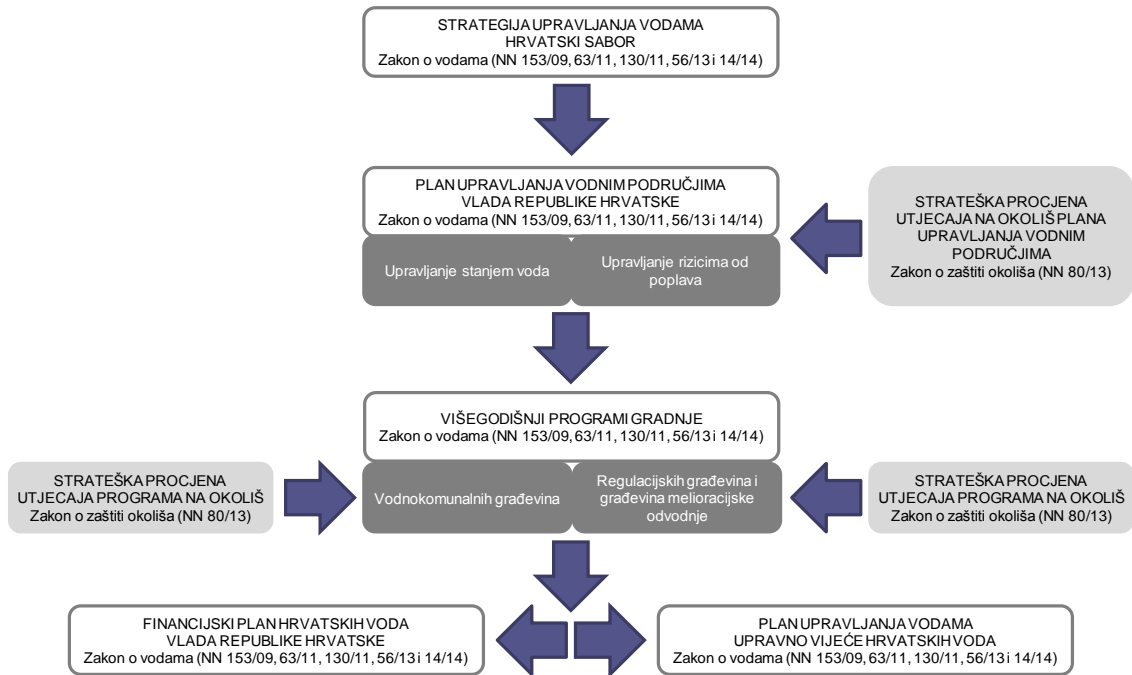 STRATEGIJA UPRAVLJANJA VODAMA
HRVATSKI SABOR
Zakon o vodama (NN 153/09, 63/11, 130/11, 56/13 i 14/14)
PLAN UPRAVLJANJA VODNIM PODRUČJIMA
VLADA REPUBLIKE HRVATSKE
Zakon o vodama (NN 153/09, 63/11, 130/11, 56/13 i 14/14)
Upravljanje stanjem voda
Upravljanje rizicima od
poplava
STRATEŠKA PROCJENA
UTJECAJA NA OKOLIŠ PLANA
UPRAVLJANJA VODNIM
PODRUČJIMA
Zakon o zaštiti okoliša (NN 80/13)
VIŠEGODIŠNJI PROGRAMI GRADNJE
Zakon o vodama (NN 153/09, 63/11, 130/11, 56/13 i 14/14)
STRATEŠKA PROCJENA
UTJECAJA PROGRAMA NA OKOLIŠ
Zakon o zaštiti okoliša (NN 80/13)
Vodnokomunalnih građevina
Regulacijskih građevina i
građevina melioracijske
odvodnje
STRATEŠKA PROCJENA
UTJECAJA PROGRAMA NA OKOLIŠ
Zakon o zaštiti okoliša (NN 80/13)
FINANCIJSKI PLAN HRVATSKIH VODA
VLADA REPUBLIKE HRVATSKE
Zakon o vodama (NN 153/09, 63/11, 130/11, 56/13 i 14/14)
PLAN UPRAVLJANJA VODAMA
UPRAVNO VIJEĆE HRVATSKIH VODA
Zakon o vodama (NN 153/09, 63/11, 130/11, 56/13 i 14/14)